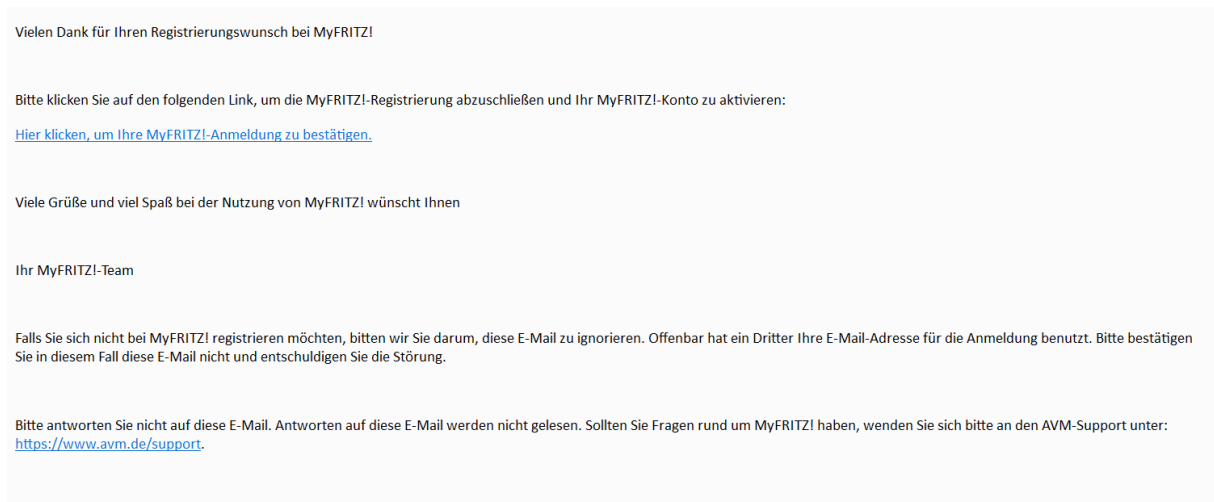 Vielen Dank für Ihren Registrierungswunsch bei MyFRITZ!
Bitte klicken Sie auf den folgenden Link, um die MyFRITZ!-Registrierung abzuschließen und Ihr MyFRITZ!-Konto zu aktivieren:
Hier klicken, um Ihre MyFRITZ!-Anmeldung zu bestätigen.
Viele Grüße und viel Spaß bei der Nutzung von MyFRITZ! wünscht Ihnen
Ihr MyFRITZ!-Team
Falls Sie sich nicht bei MyFRITZ! registrieren möchten, bitten wir Sie darum, diese E-Mail zu ignorieren. Offenbar hat ein Dritter Ihre E-Mail-Adresse für die Anmeldung benutzt. Bitte bestätigen
Sie in diesem Fall diese E-Mail nicht und entschuldigen Sie die Störung.
Bitte antworten Sie nicht auf diese E-Mail. Antworten auf diese E-Mail werden nicht gelesen. Sollten Sie Fragen rund um MyFRITZ! haben, wenden Sie sich bitte an den AVM-Support unter:
https://www.avm.de/support.